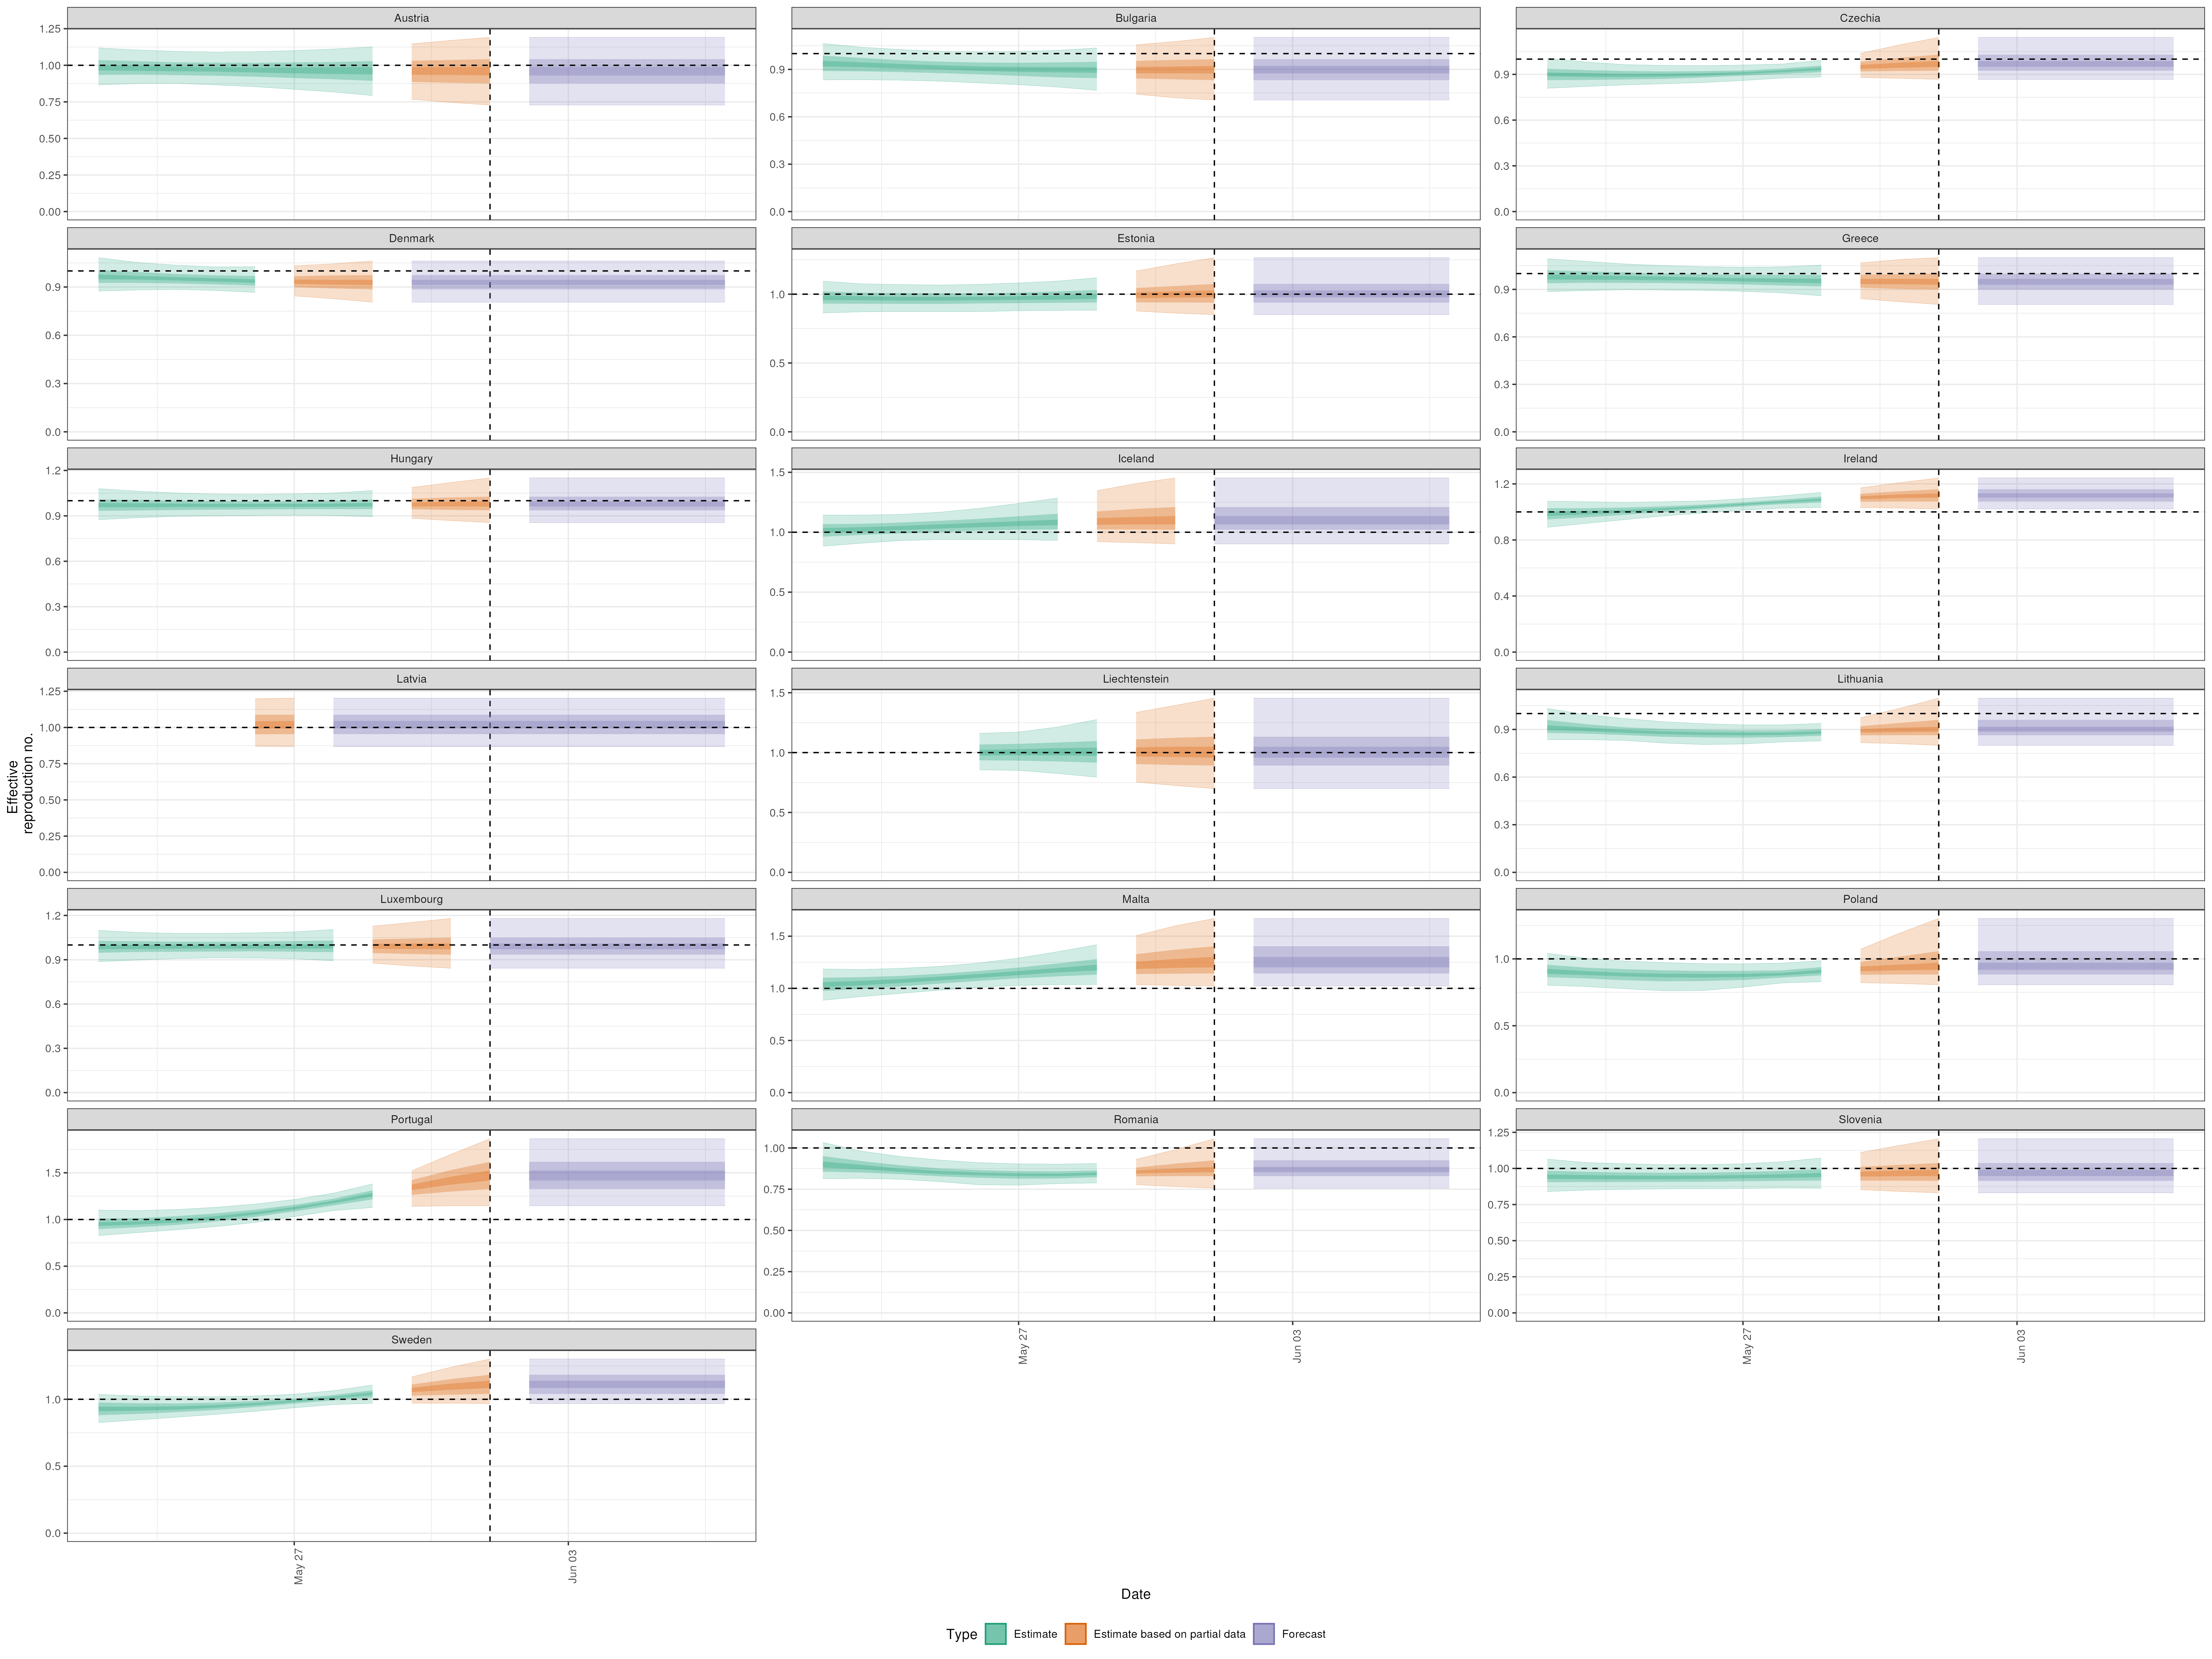 Austria
Bulgaria
Czechia
1.25
1.00
0.75
0.50
0.25
0.00
0.9
0.6
0.3
0.0
0.9
0.6
0.3
0.0
Denmark
Estonia
Greece
0.9
0.6
0.3
0.0
1.0
0.5
0.0
0.9
0.6
0.3
0.0
Hungary
Iceland
Ireland
1.2
0.9
0.6
0.3
0.0
1.5
1.0
0.5
0.0
1.2
0.8
0.4
0.0
Latvia
Liechtenstein
Lithuania
Effective
reproduction no.
1.25
1.00
0.75
0.50
0.25
0.00
1.5
1.0
0.5
0.0
0.9
0.6
0.3
0.0
Luxembourg
Malta
Poland
1.2
0.9
0.6
0.3
0.0
1.5
1.0
0.5
0.0
1.0
0.5
0.0
Portugal
Romania
Slovenia
1.5
1.0
0.5
0.0
1.00
0.75
0.50
0.25
0.00
1.25
1.00
0.75
0.50
0.25
0.00
Sweden
May 27
Jun 03
May 27
Jun 03
1.0
0.5
0.0
May 27
Jun 03
Date
Type Estimate Estimate based on partial data Forecast